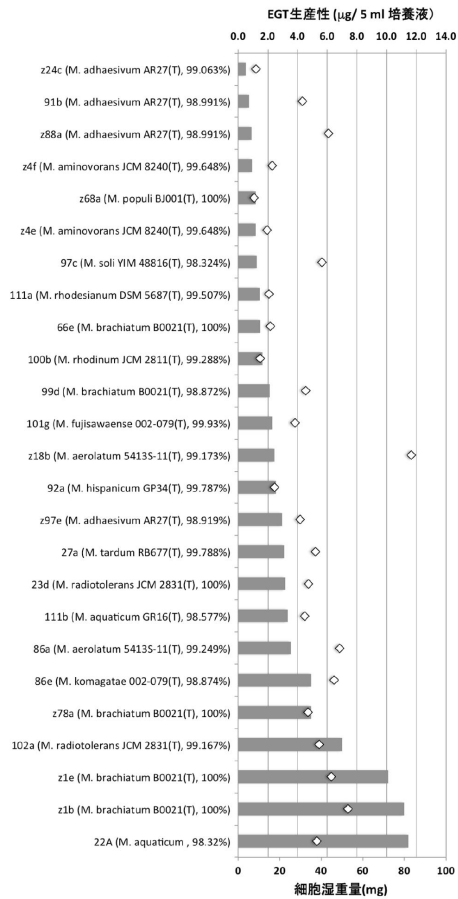 EGT生産性 (μg/ 5 ml 培養液)
0.0 2.0 4.0 6.0 8.0 10.0 12.0 14.0
z24c (M. adhaesivum AR27(T), 99.063%)
91b (M. adhaesivum AR27(T), 98.991%)
z88a (M. adhaesivum AR27(T), 98.991%)
z4f (M. aminovorans JCM 8240(T), 99.648%)
z68a (M. populi BJ001(T), 100%)
z4e (M. aminovorans JCM 8240(T), 99.648%)
97c (M. soli YIM 48816(T), 98.324%)
111a (M. rhodesianum DSM 5687(T), 99.507%)
66e (M. brachiatum B0021(T), 100%)
100b (M. rhodinum JCM 2811(T), 99.288%)
99d (M. brachiatum B0021(T), 98.872%)
101g (M. fujisawaense 002-079(T), 99.93%)
z18b (M. aerolatum 5413S-11(T), 99.173%)
92a (M. hispanicum GP34(T), 99.787%)
z97e (M. adhaesivum AR27(T), 98.919%)
27a (M. tardum RB677(T), 99.788%)
23d (M. radiotolerans JCM 2831(T), 100%)
111b (M. aquaticum GR16(T), 98.577%)
86a (M. aerolatum 5413S-11(T), 99.249%)
86e (M. komagatae 002-079(T), 98.874%)
z78a (M. brachiatum B0021(T), 100%)
102a (M. radiotolerans JCM 2831(T), 99.167%)
z1e (M. brachiatum B0021(T), 100%)
z1b (M. brachiatum B0021(T), 100%)
22A (M. aquaticum , 98.32%)
0 20 40 60 80 100
細胞湿重量(mg)